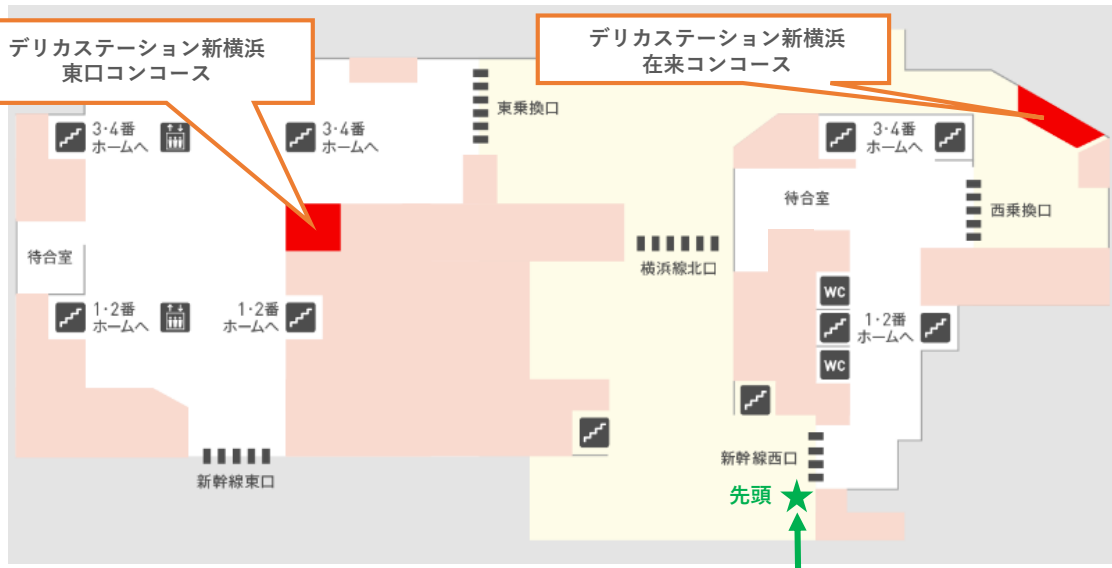 デリカステーション新横浜
東口コンコース
デリカステーション新横浜
在来コンコース
東乗換口
3・4番
ホームへ
3・4番
ホームへ
3・4番
ホームへ
待合室
西乗換口
待合室
横浜線北口
WC
1・2番
ホームへ
1・2番
ホームへ
1・2番
ホームへ
WC
新幹線西口
新幹線東口
先頭